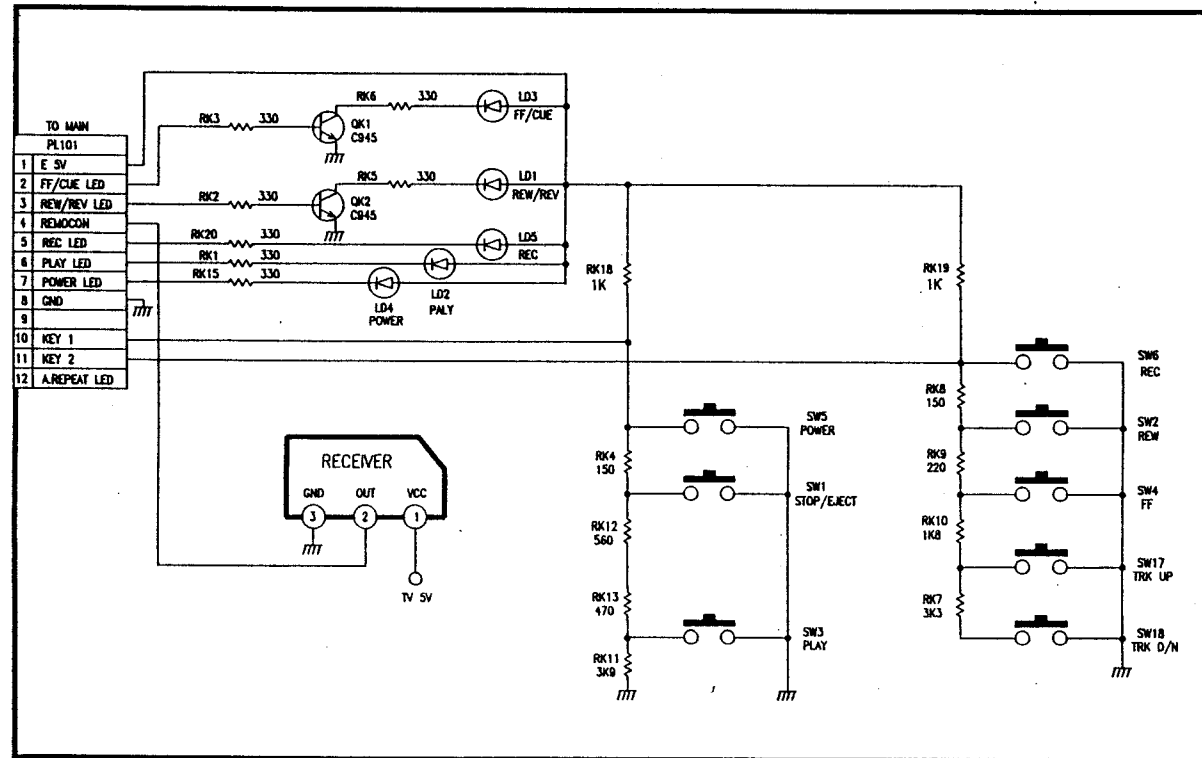 TO MAIN
PL101
1 E 5V
2 FF/CUE LED
3 REW/REV LED
4 REMOCON
5 REC LED
6 PLAY LED
7 POWER LED
8 GND
9
10 KEY 1
11 KEY 2
12 A.REPEAT LED
RK6 330
LD3
FF/CUE
RK3 330
QK1
C945
RK5 330
LD1
REW/REV
RK2 330
QK2
C945
RK20 330
LD5
REC
RK1 330
LD2
PALY
RK15 330
LD4
POWER
RK18
1K
RK19
1K
SW6
REC
RK8
150
SW2
REW
RK9
220
SW4
FF
RK10
1K8
SW17
TRK UP
RK7
3K3
SW18
TRK D/N
SW5
POWER
RK4
150
SW1
STOP/EJECT
RK12
560
RK13
470
SW3
PLAY
RK11
3K9
RECEIVER
GND OUT VCC
3 2 1
TV 5V